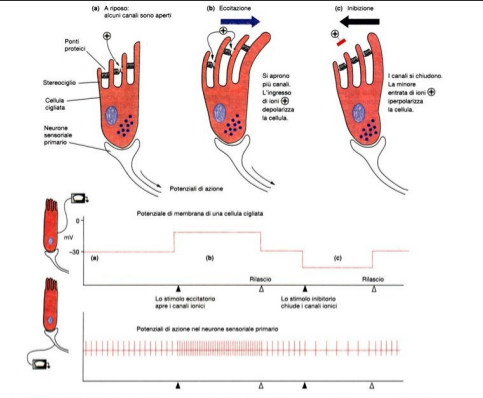 (a) A riposo:
alcuni canali sono aperti
(b) Eccitazione
(c) Inibizione
Ponti
proteici
Stereociglio
Cellula
cigliata
Neurone
sensoriale
primario
Si aprono
più canali.
L'ingresso
di ioni ⊕
depolarizza
la cellula.
I canali si chiudono.
La minore
entrata di ioni ⊕
iperpolarizza
la cellula.
Potenziali di azione
Potenziale di membrana di una cellula cigliata
0
mV
-30
(a)
(b)
(c)
Rilascio
Rilascio
Lo stimolo eccitatorio
apre i canali ionici
Lo stimolo inibitorio
chiude i canali ionici
Potenziali di azione nel neurone sensoriale primario